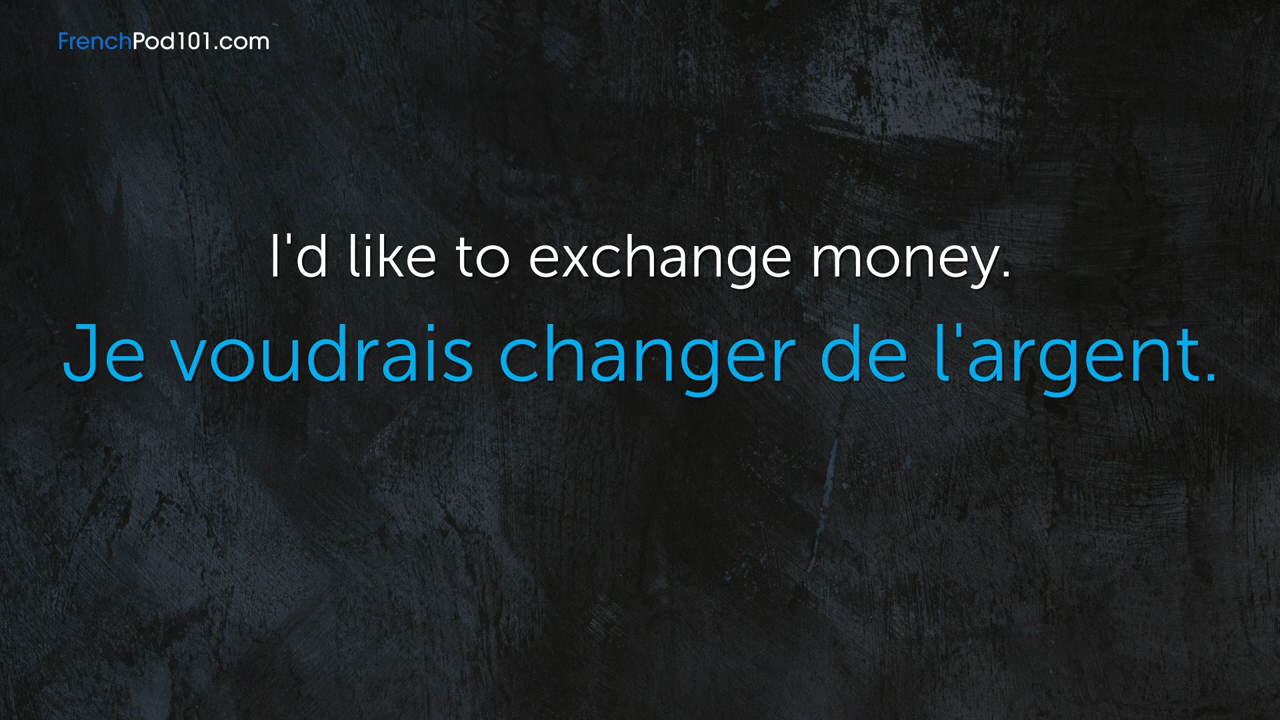 FrenchPod101.com
I'd like to exchange money.
Je voudrais changer de l'argent.